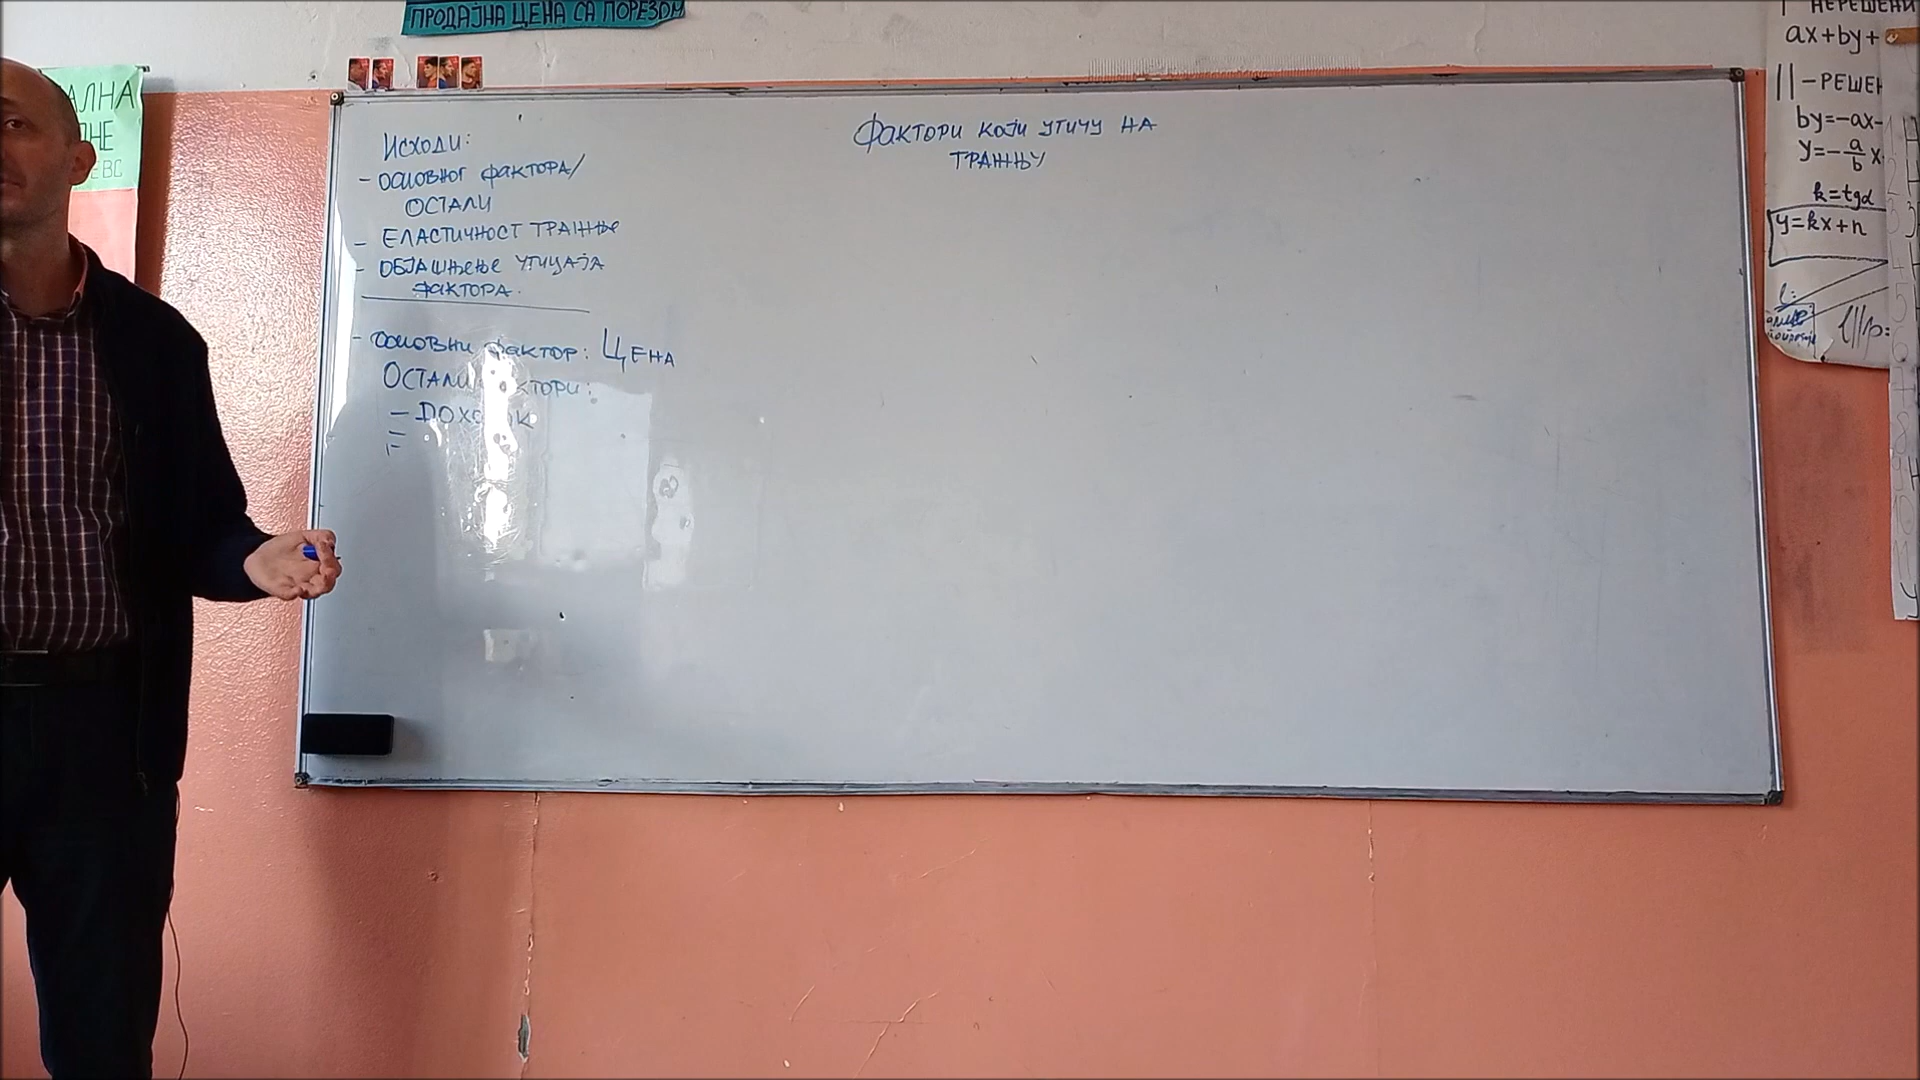 ПРОДАЈНА ЦЕНА СА ПОРЕЗОМ
Фактори који утичу на
тражњу
Исходи:
- основног фактора/
остали
- Еластичност тражње
- објашњење утицаја
фактора.
- основни фактор: Цена
Остали фактори:
- Доходак
-
НЕРЕШЕНИ
ax+by+
|| - РЕШЕН
by=-ax-
y=-a/b x
k=tgα
y=kx+n